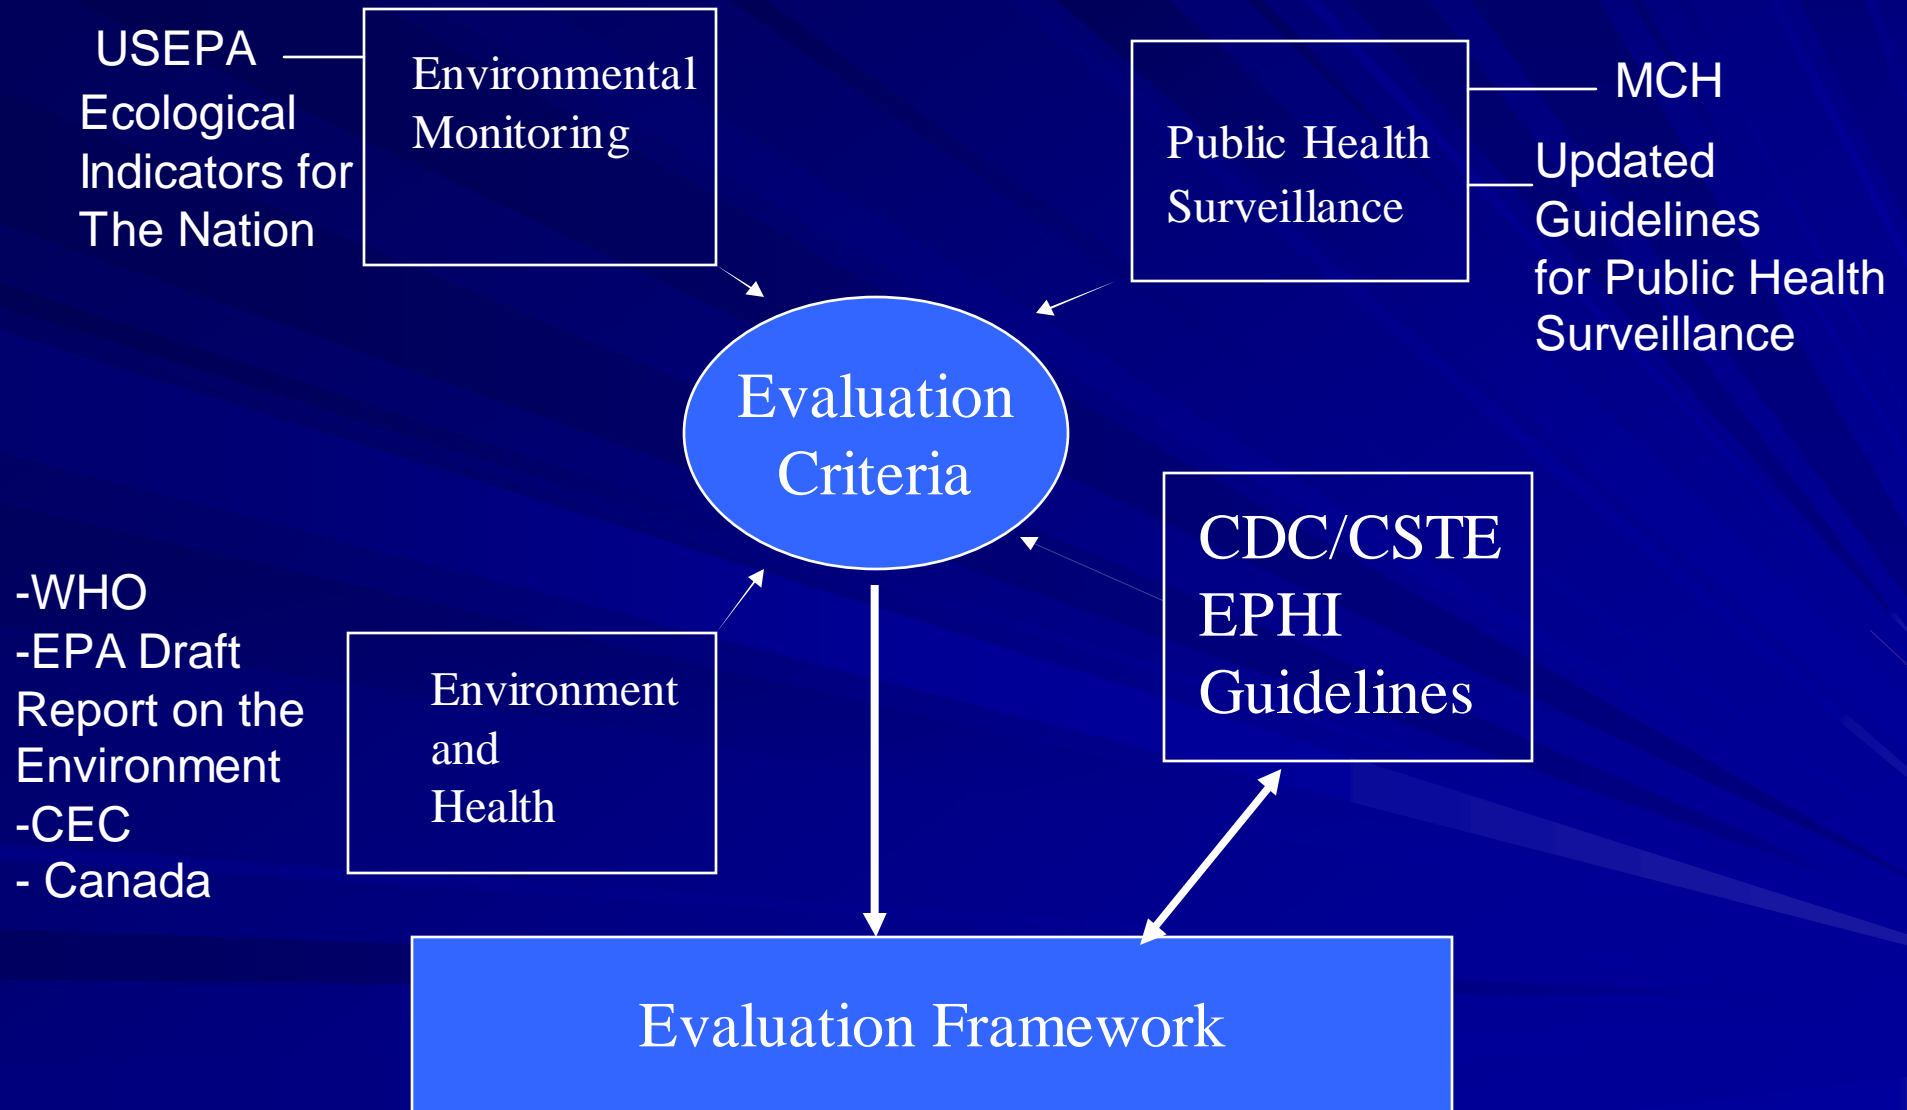 USEPA
Ecological
Indicators for
The Nation
Environmental
Monitoring
Public Health
Surveillance
MCH
Updated
Guidelines
for Public Health
Surveillance
Evaluation
Criteria
CDC/CSTE
EPHI
Guidelines
-WHO
-EPA Draft
Report on the
Environment
-CEC
- Canada
Environment
and
Health
Evaluation Framework